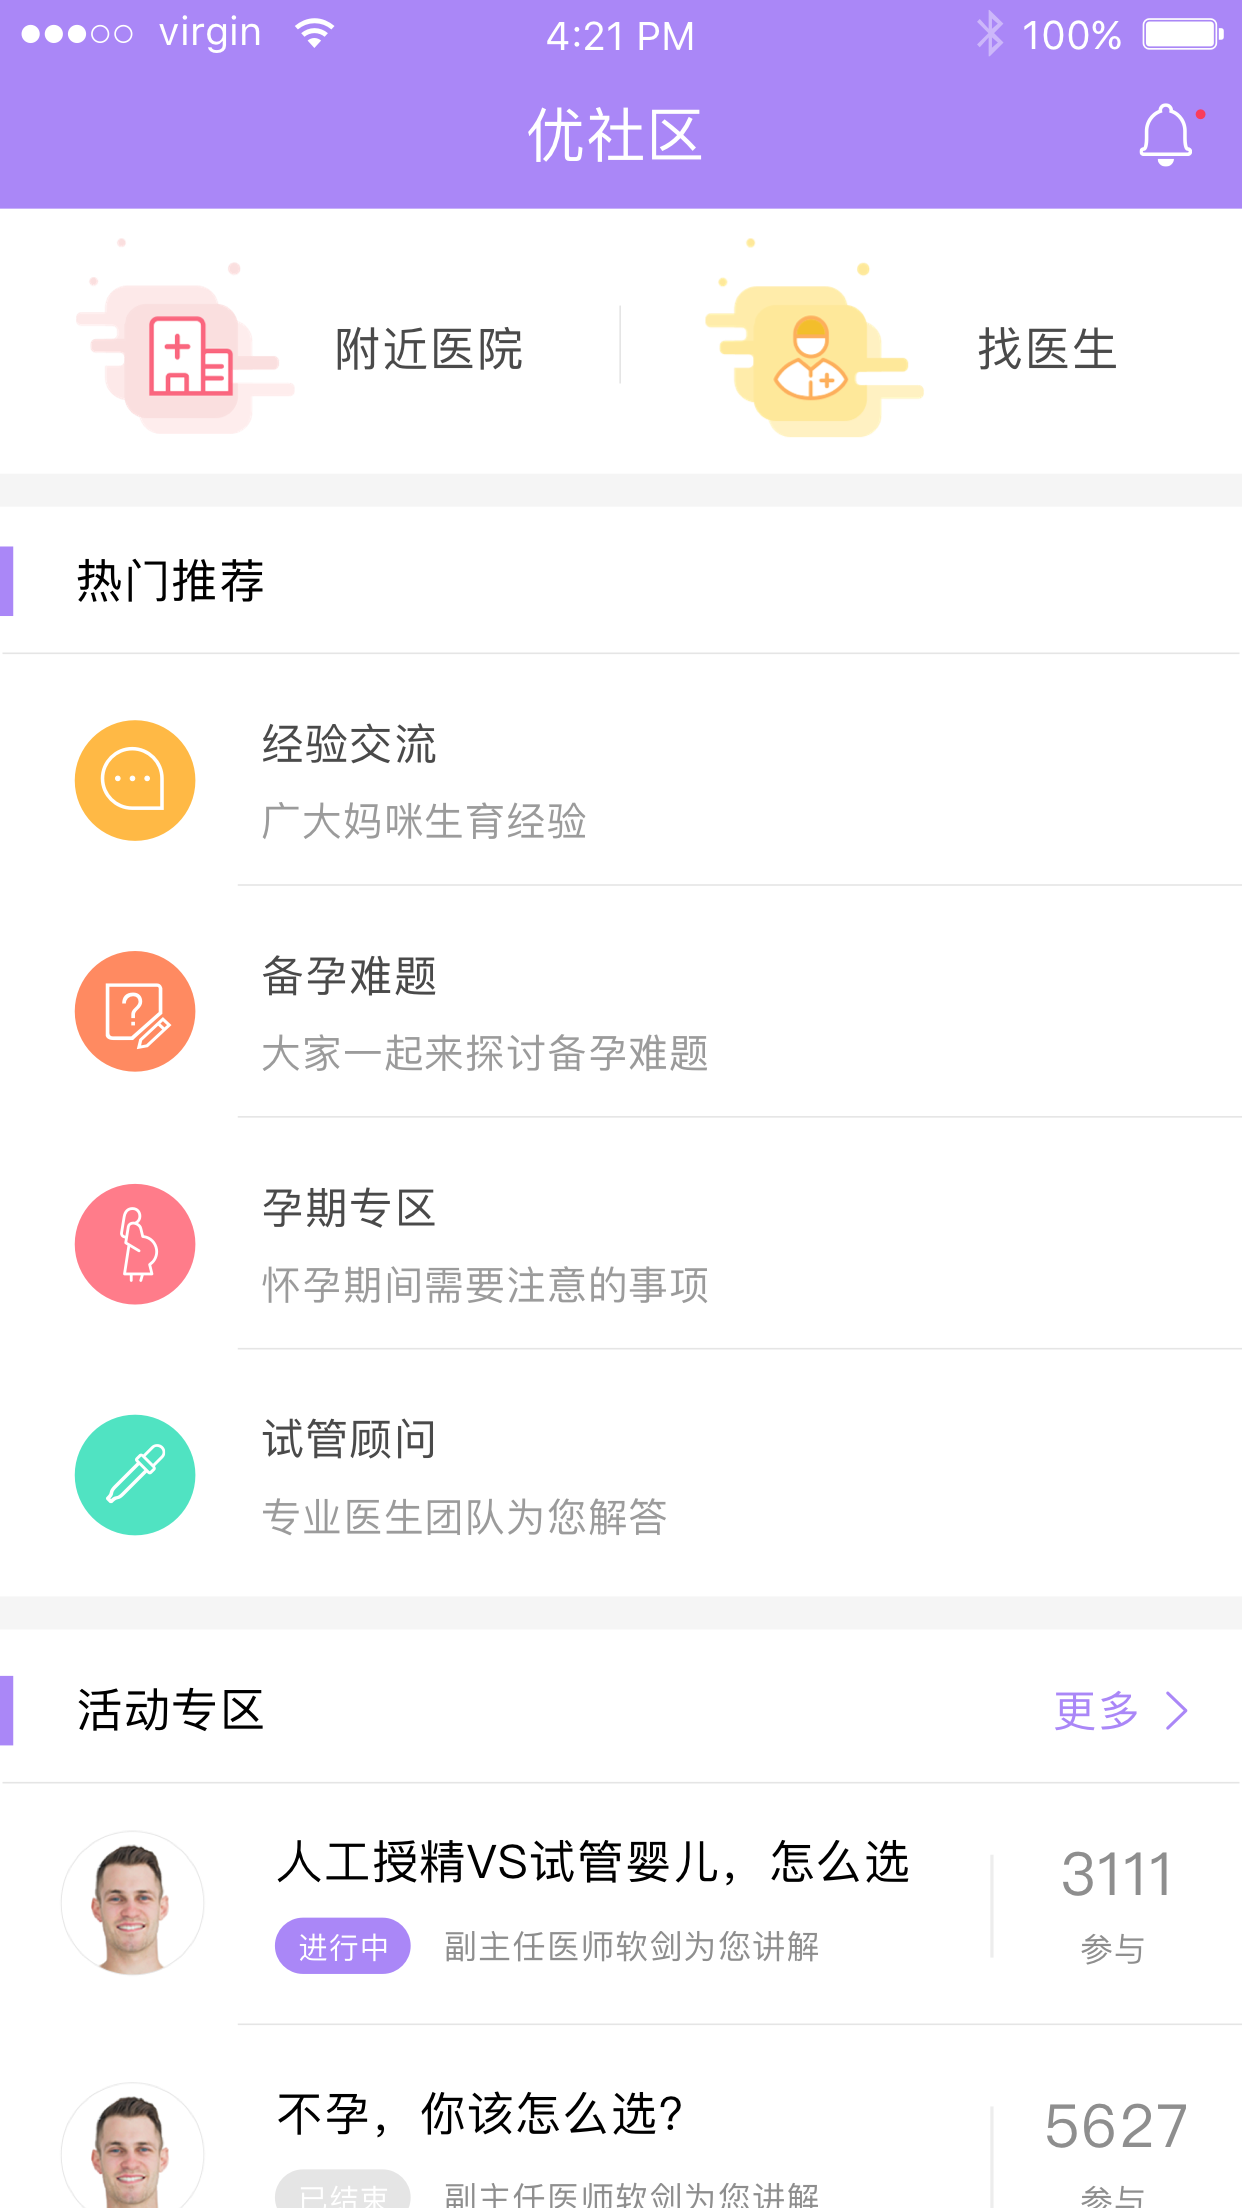 virgin 4:21 PM 100%
优社区
附近医院 找医生
热门推荐
经验交流
广大妈咪生育经验
备孕难题
大家一起来探讨备孕难题
孕期专区
怀孕期间需要注意的事项
试管顾问
专业医生团队为您解答
活动专区 更多
人工授精VS试管婴儿，怎么选 3111
进行中 副主任医师软剑为您讲解 参与
不孕，你该怎么选? 5627
已结束 副主任医师软剑为您讲解 参与